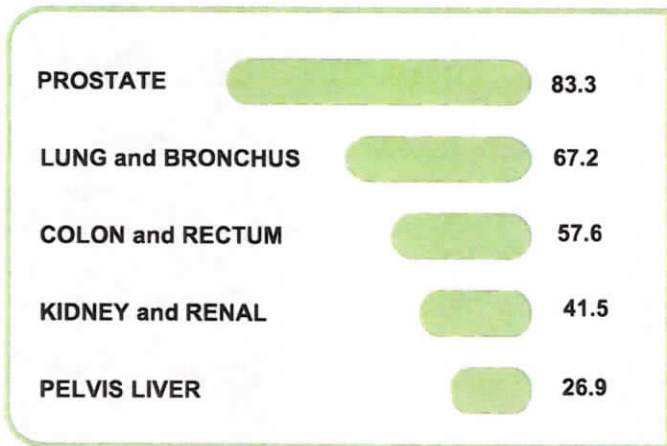 PROSTATE 83.3
LUNG and BRONCHUS 67.2
COLON and RECTUM 57.6
KIDNEY and RENAL 41.5
PELVIS LIVER 26.9